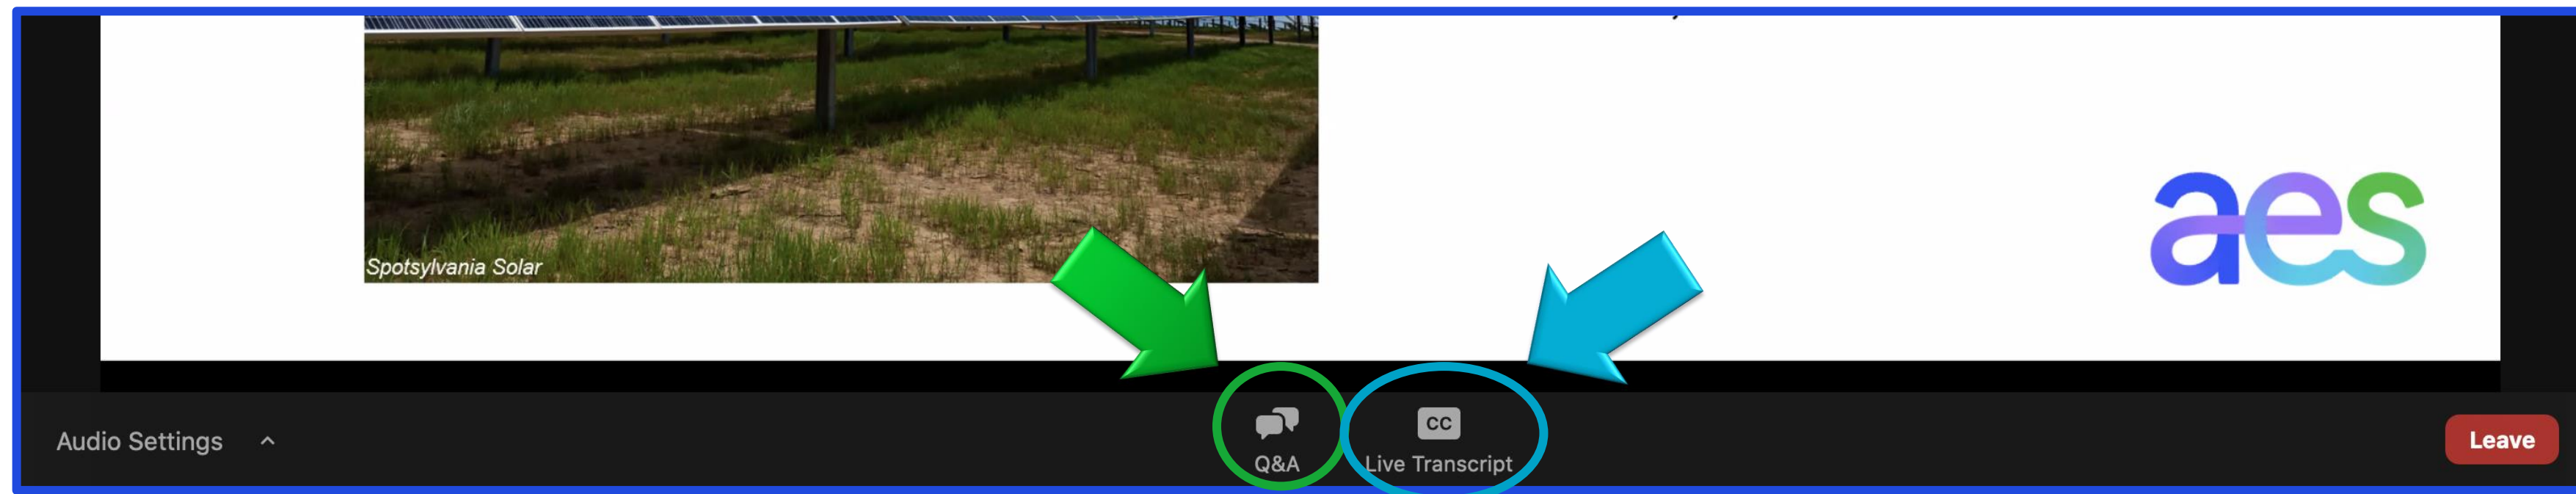 Spotsylvania Solar
aes
Audio Settings
CC
Q&A
Live Transcript
Leave